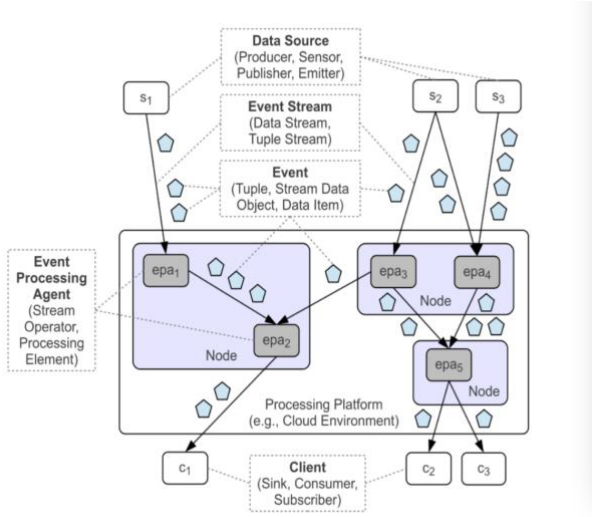 Data Source
(Producer, Sensor,
Publisher, Emitter)
s1
s2
s3
Event Stream
(Data Stream,
Tuple Stream)
Event
(Tuple, Stream Data
Object, Data Item)
Event
Processing
Agent
(Stream
Operator,
Processing
Element)
epa1
epa3
epa4
Node
epa2
Node
epa5
Node
Processing Platform
(e.g., Cloud Environment)
c1
Client
(Sink, Consumer,
Subscriber)
c2
c3